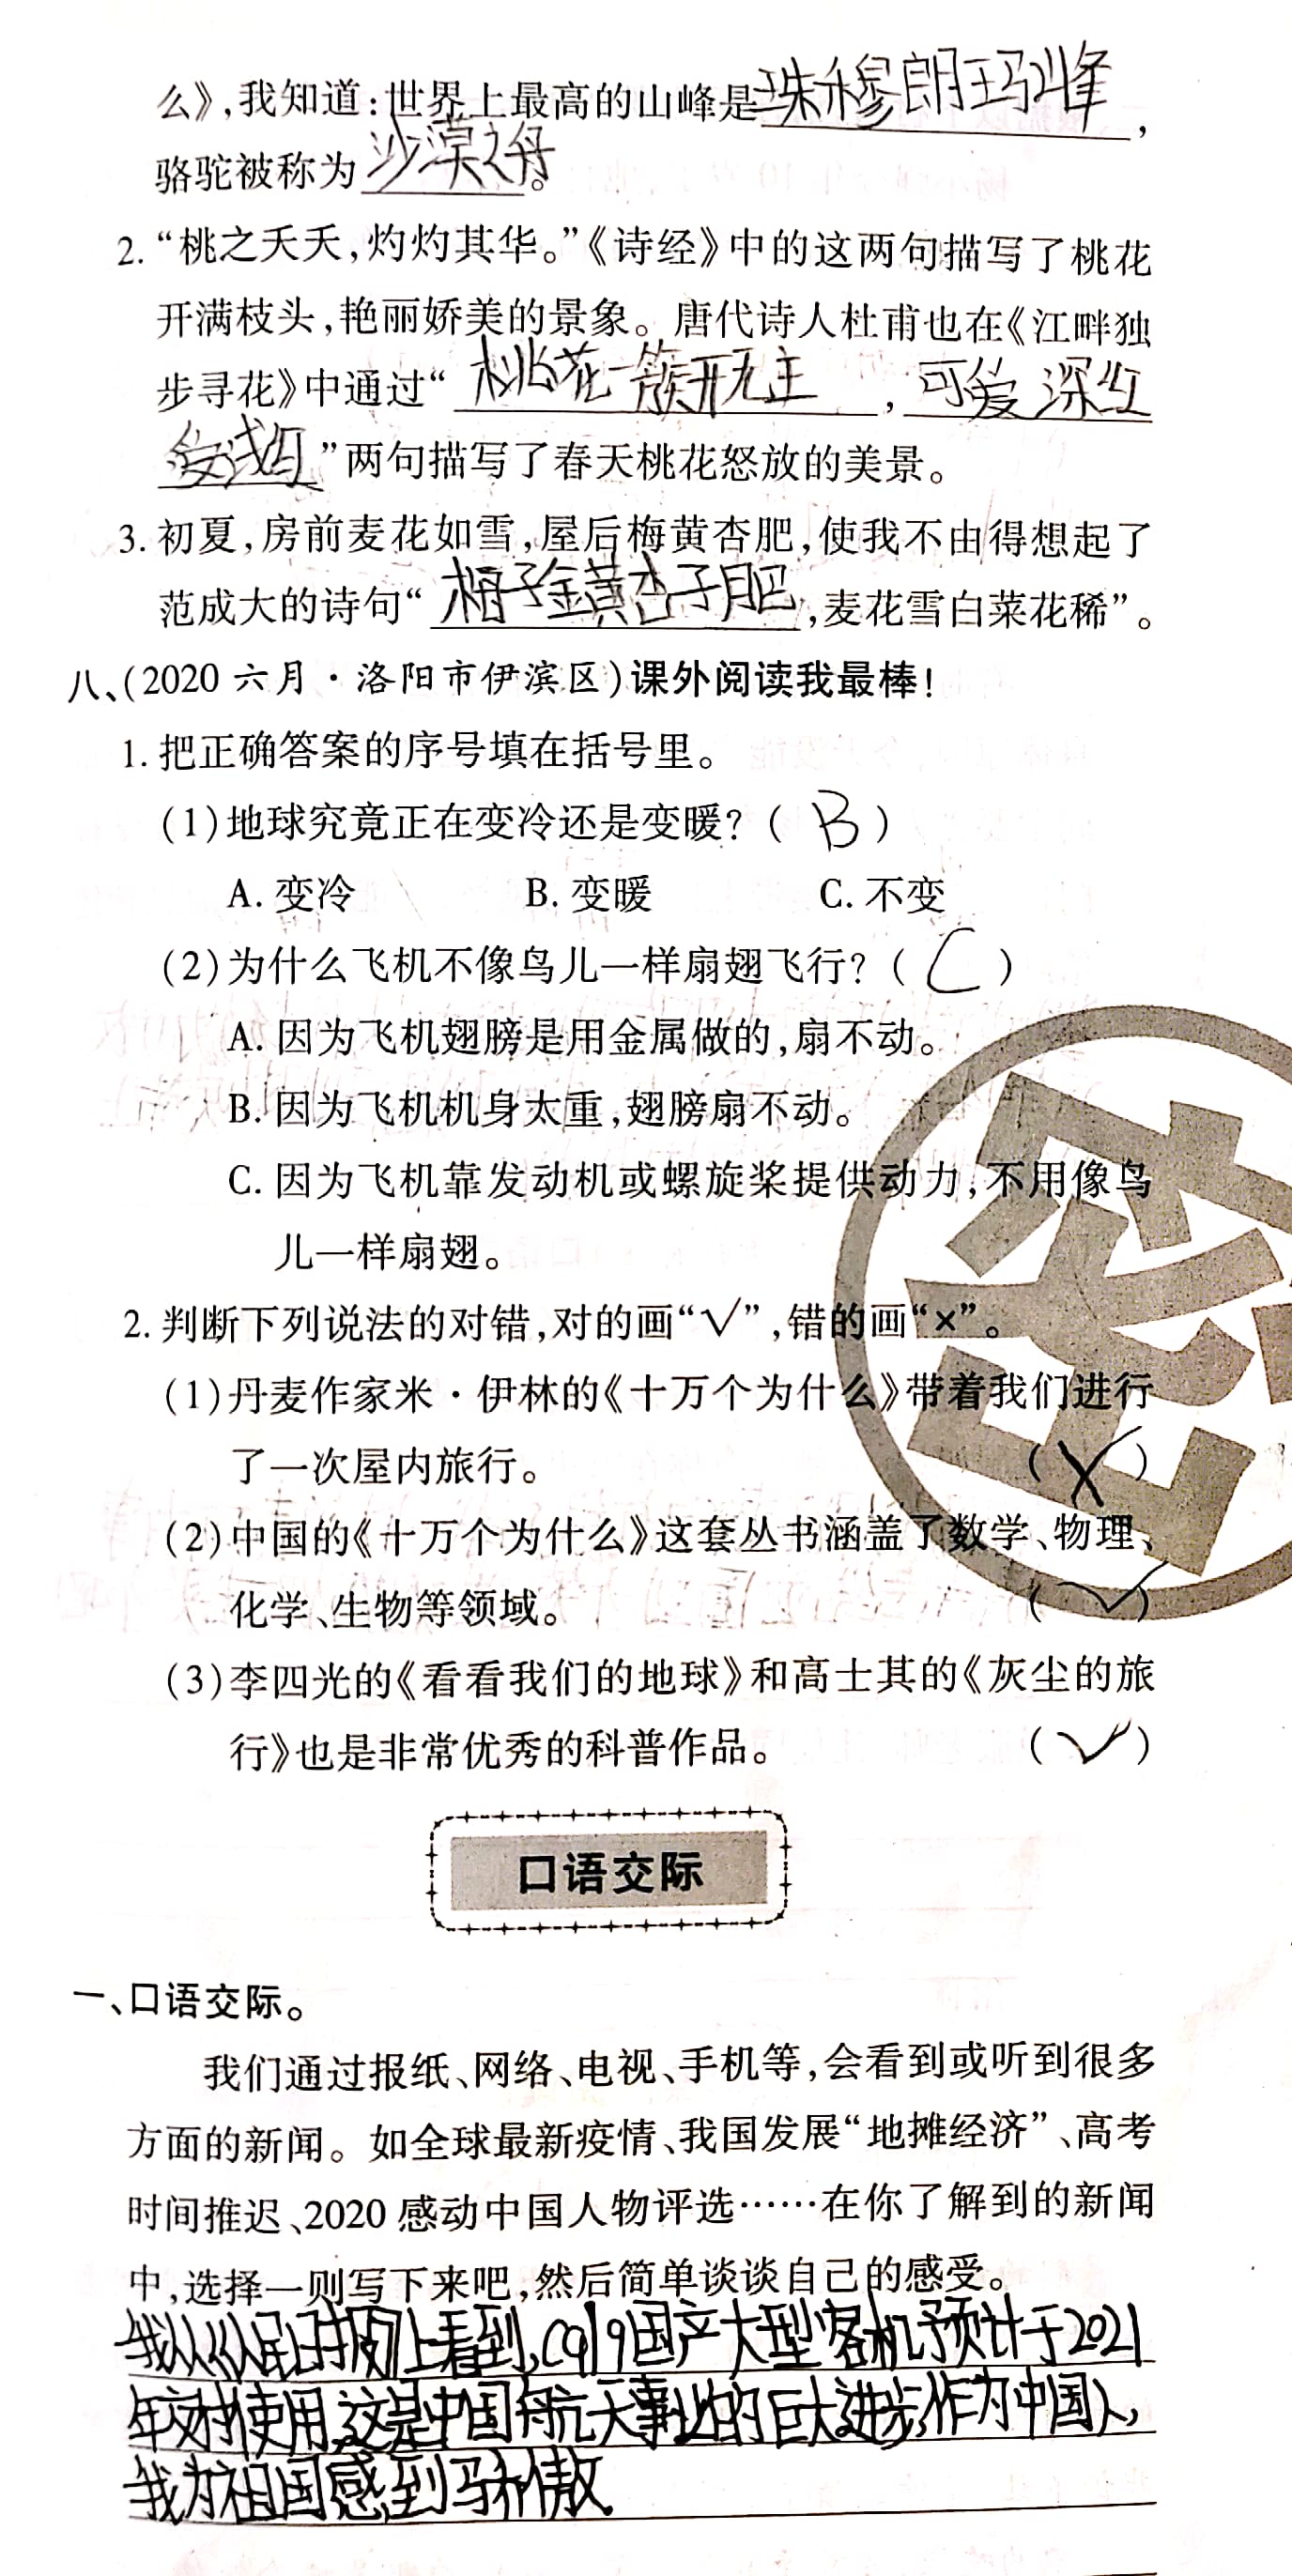 么》,我知道:世界上最高的山峰是珠穆朗玛峰,
骆驼被称为沙漠之舟。
2.“桃之夭夭,灼灼其华。”《诗经》中的这两句描写了桃花
开满枝头,艳丽娇美的景象。唐代诗人杜甫也在《江畔独
步寻花》中通过“桃花一簇开无主,可爱深红
爱浅红”两句描写了春天桃花怒放的美景。
3.初夏,房前麦花如雪,屋后梅黄杏肥,使我不由得想起了
范成大的诗句“梅子金黄杏子肥,麦花雪白菜花稀”。
八、(2020 六月·洛阳市伊滨区)课外阅读我最棒!
1.把正确答案的序号填在括号里。
(1)地球究竟正在变冷还是变暖?(B)
A.变冷 B.变暖 C.不变
(2)为什么飞机不像鸟儿一样扇翅飞行?(C)
A.因为飞机翅膀是用金属做的,扇不动。
B.因为飞机机身太重,翅膀扇不动。
C.因为飞机靠发动机或螺旋桨提供动力,不用像鸟
儿一样扇翅。
2.判断下列说法的对错,对的画“√”,错的画“×”。
(1)丹麦作家米·伊林的《十万个为什么》带着我们进行
了一次屋内旅行。 (×)
(2)中国的《十万个为什么》这套丛书涵盖了数学、物理、
化学、生物等领域。 (√)
(3)李四光的《看看我们的地球》和高士其的《灰尘的旅
行》也是非常优秀的科普作品。 (√)
口语交际
一、口语交际。
我们通过报纸、网络、电视、手机等,会看到或听到很多
方面的新闻。如全球最新疫情、我国发展“地摊经济”、高考
时间推迟、2020 感动中国人物评选……在你了解到的新闻
中,选择一则写下来吧,然后简单谈谈自己的感受。
我从《人民日报》上看到,C919国产大型客机预计于2021
年交付使用,这是中国航天事业的巨大进步,作为中国人,
我为祖国感到骄傲.